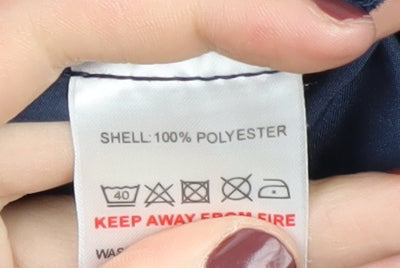 SHELL:100% POLYESTER
40
KEEP AWAY FROM FIRE